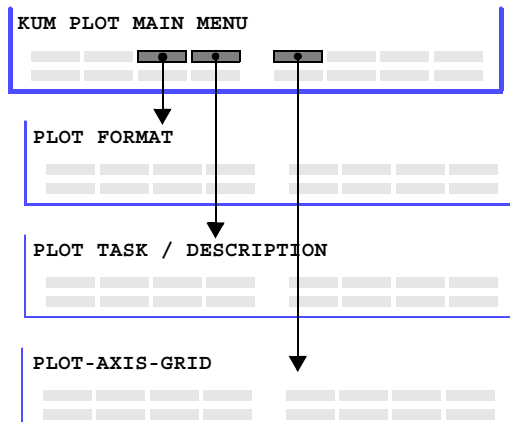 KUM PLOT MAIN MENU
PLOT FORMAT
PLOT TASK / DESCRIPTION
PLOT-AXIS-GRID